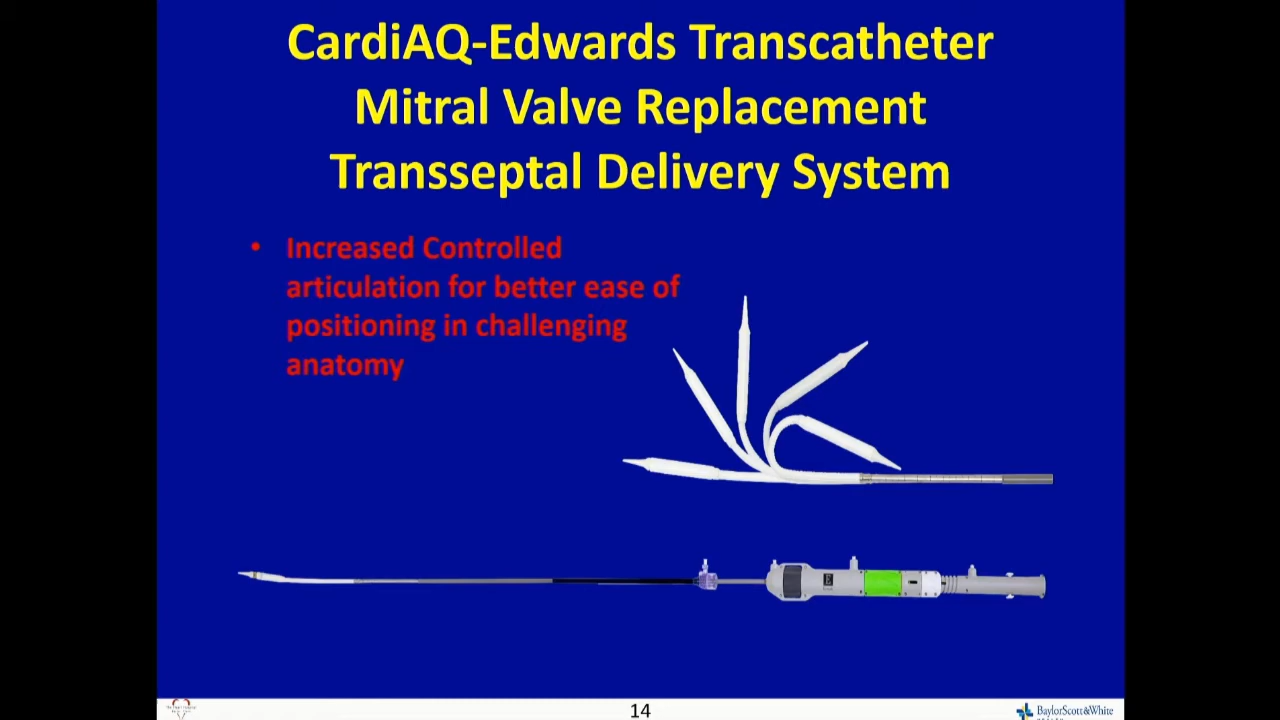 CardiAQ-Edwards Transcatheter
Mitral Valve Replacement
Transseptal Delivery System
• Increased Controlled
articulation for better ease of
positioning in challenging
anatomy
14
BaylorScott&White